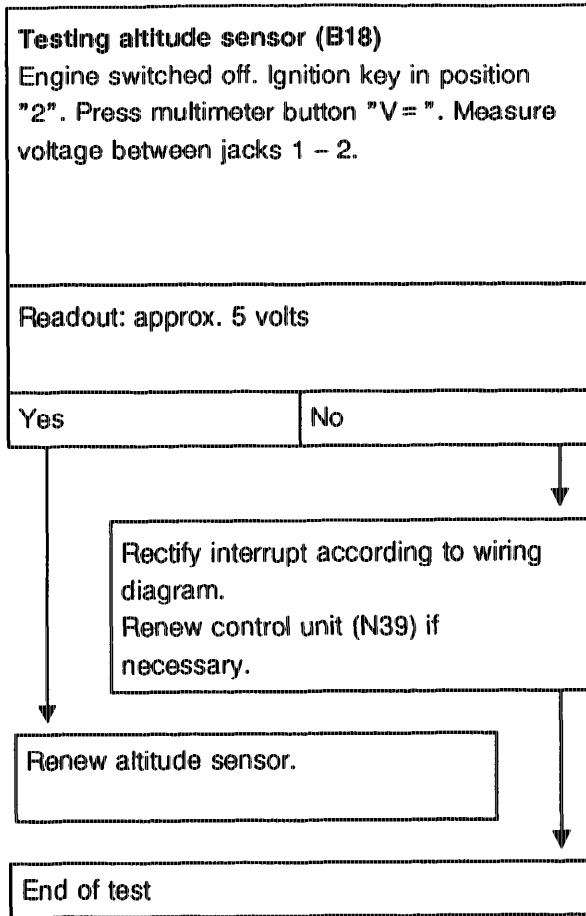 Testing altitude sensor (B18)
Engine switched off. Ignition key in position
"2". Press multimeter button "V = ". Measure
voltage between jacks 1 – 2.
Readout: approx. 5 volts
Yes
No
Rectify interrupt according to wiring
diagram.
Renew control unit (N39) if
necessary.
Renew altitude sensor.
End of test